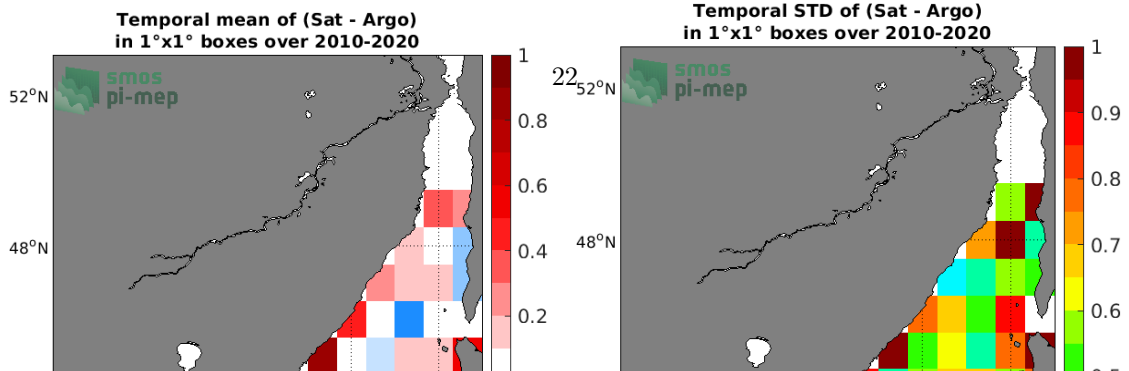 Temporal mean of (Sat - Argo)
in 1°x1° boxes over 2010-2020
smos
pi-mep
52°N
48°N
1
0.8
0.6
0.4
0.2
22
Temporal STD of (Sat - Argo)
in 1°x1° boxes over 2010-2020
smos
pi-mep
52°N
48°N
1
0.9
0.8
0.7
0.6